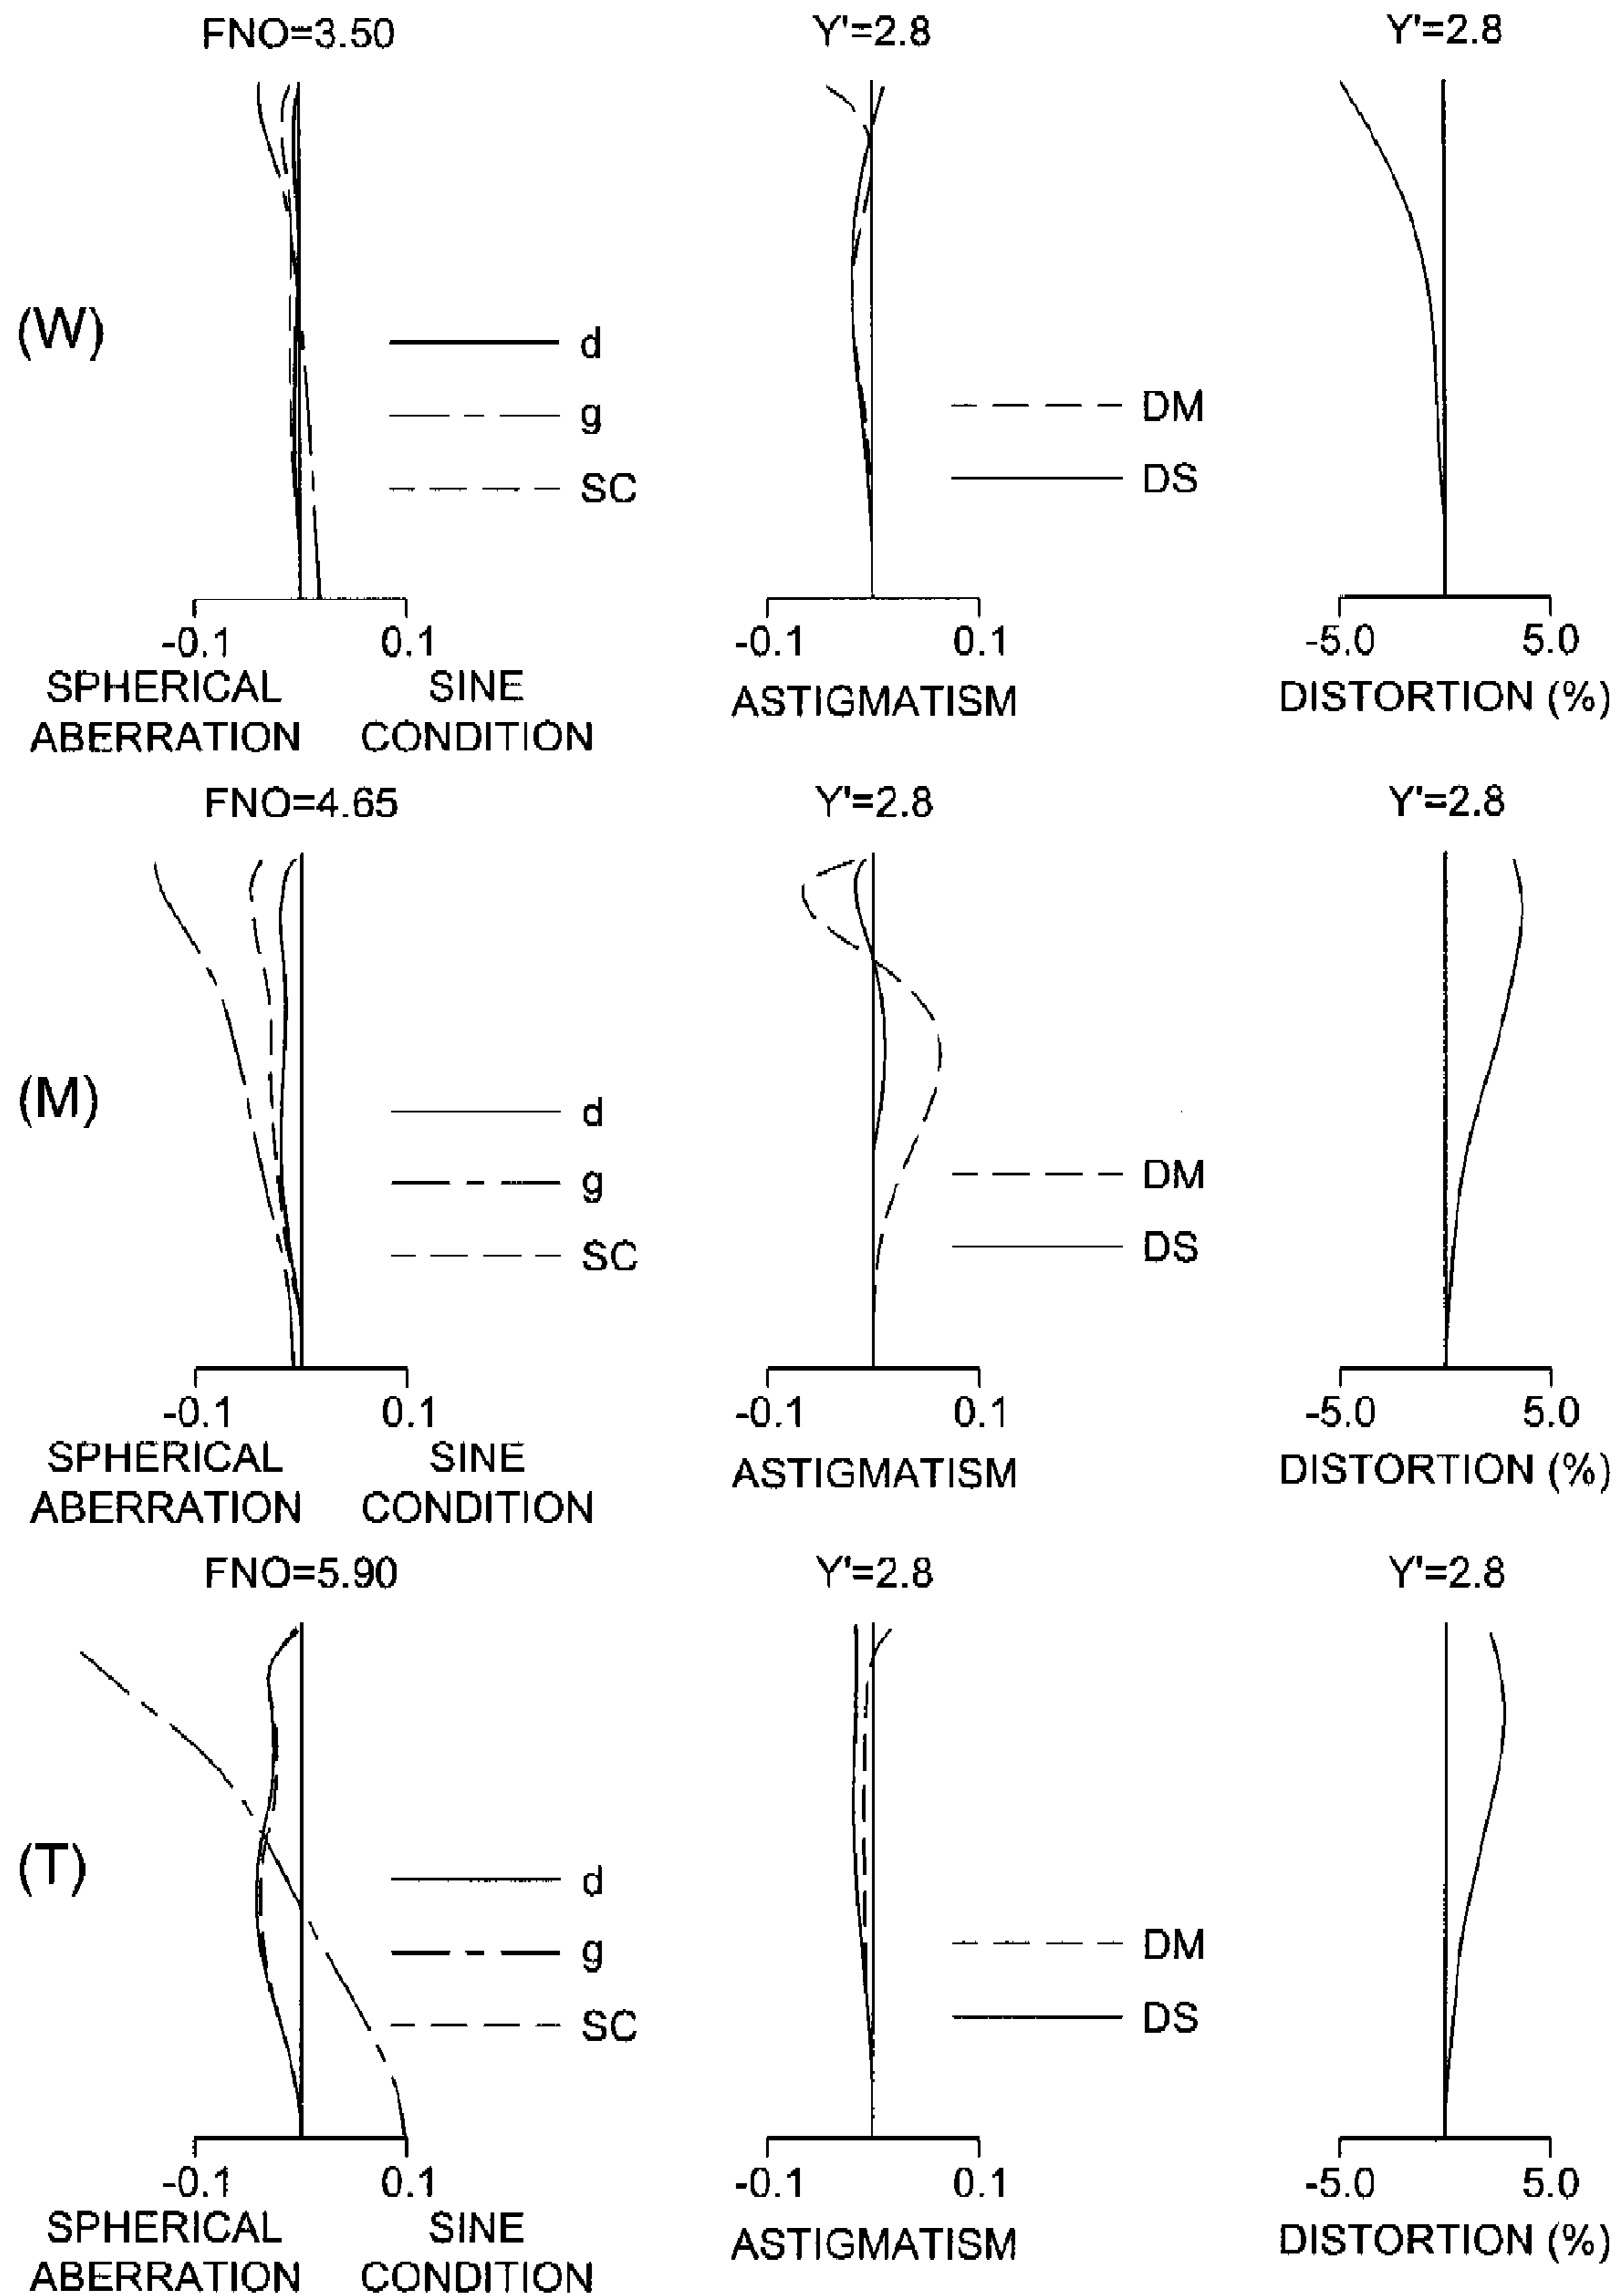 FNO=3.50 Y'=2.8 Y'=2.8
(W)
d
g
SC
DM
DS
-0.1 0.1 -0.1 0.1 -5.0 5.0
SPHERICAL SINE
ABERRATION CONDITION
ASTIGMATISM
DISTORTION (%)
FNO=4.65 Y'=2.8 Y'=2.8
(M)
d
g
SC
DM
DS
-0.1 0.1 -0.1 0.1 -5.0 5.0
SPHERICAL SINE
ABERRATION CONDITION
ASTIGMATISM
DISTORTION (%)
FNO=5.90 Y'=2.8 Y'=2.8
(T)
d
g
SC
DM
DS
-0.1 0.1 -0.1 0.1 -5.0 5.0
SPHERICAL SINE
ABERRATION CONDITION
ASTIGMATISM
DISTORTION (%)